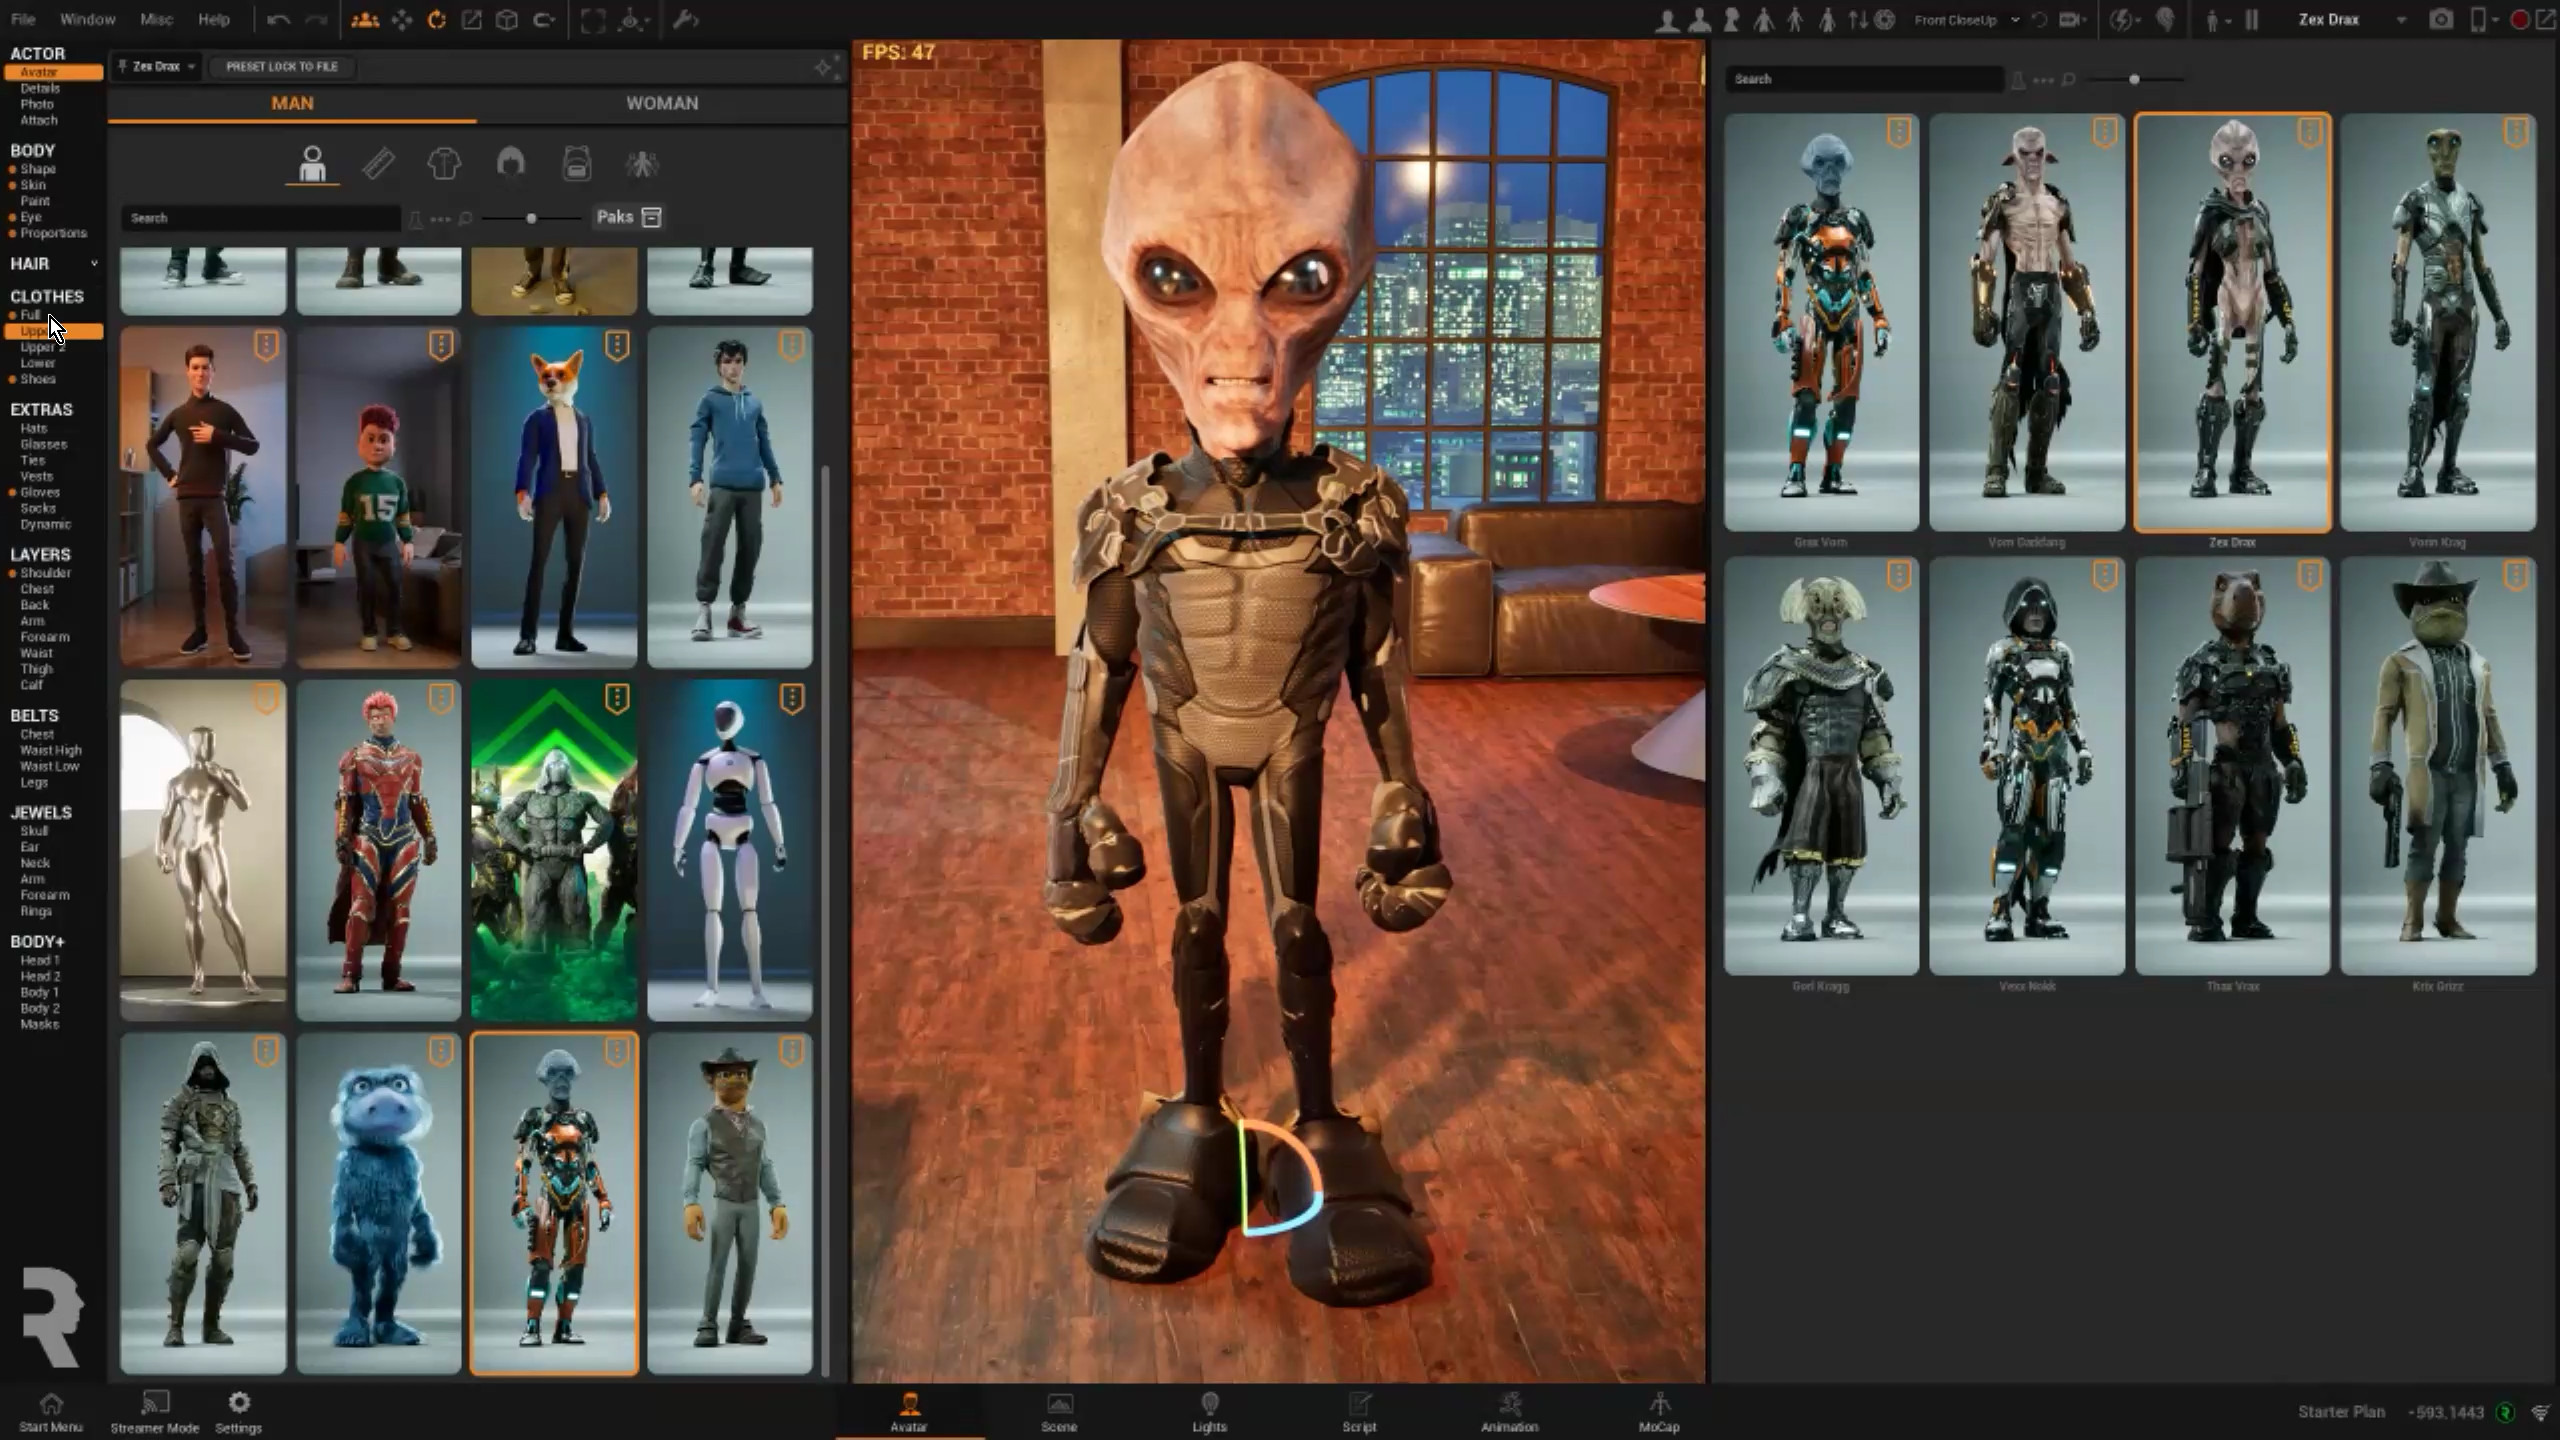 File Window Misc Help Front CloseUp Zex Drax
FPS: 47
ACTOR
Avatar
Details
Photo
Attach
BODY
Shape
Skin
Paint
Eye
Proportions
HAIR
CLOTHES
Full
Upper 2
Lower
Shoes
EXTRAS
Hats
Glasses
Ties
Vests
Gloves
Socks
Dynamic
LAYERS
Shoulder
Chest
Back
Arm
Forearm
Waist
Thigh
Calf
BELTS
Chest
Waist High
Waist Low
Legs
JEWELS
Skull
Ear
Neck
Arm
Forearm
Rings
BODY+
Head 1
Head 2
Body 1
Body 2
Masks
Zex Drax PRESET LOCK TO FILE
MAN WOMAN
Search Paks
15
Search
Grax Vorn Vorn Darkfang Zex Drax Vorin Krag
Gorl Kragg Vexx Nokk Thax Vrax Krix Grizz
Start Menu Streamer Mode Settings
Avatar Scene Lights Script Animation MoCap
Starter Plan -593.1443